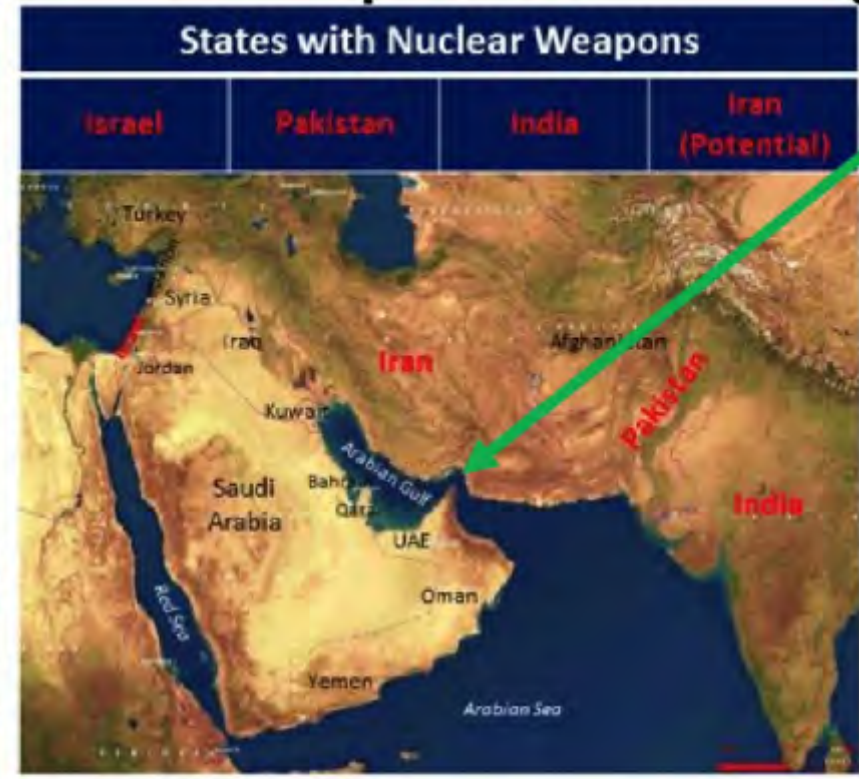 States with Nuclear Weapons
Israel
Pakistan
India
Iran
(Potential)
Turkey
Syria
Iraq
Iran
Afghanistan
Jordan
Pakistan
Kuwait
Arabian Gulf
Saudi
Arabia
India
UAE
Oman
Red Sea
Yemen
Arabian Sea